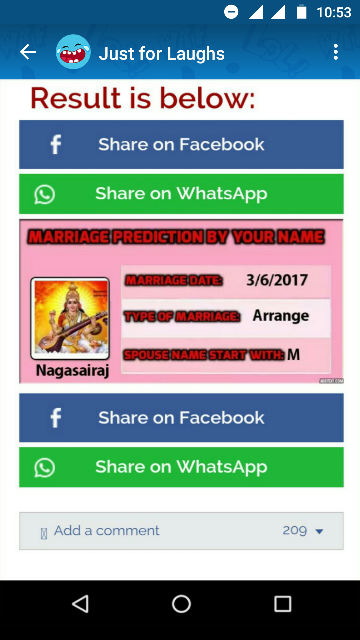 10:53
Just for Laughs
Result is below:
Share on Facebook
Share on WhatsApp
MARRIAGE PREDICTION BY YOUR NAME
MARRIAGE DATE: 3/6/2017
TYPE OF MARRIAGE: Arrange
SPOUSE NAME START WITH: M
Nagasairaj
Share on Facebook
Share on WhatsApp
Add a comment 209